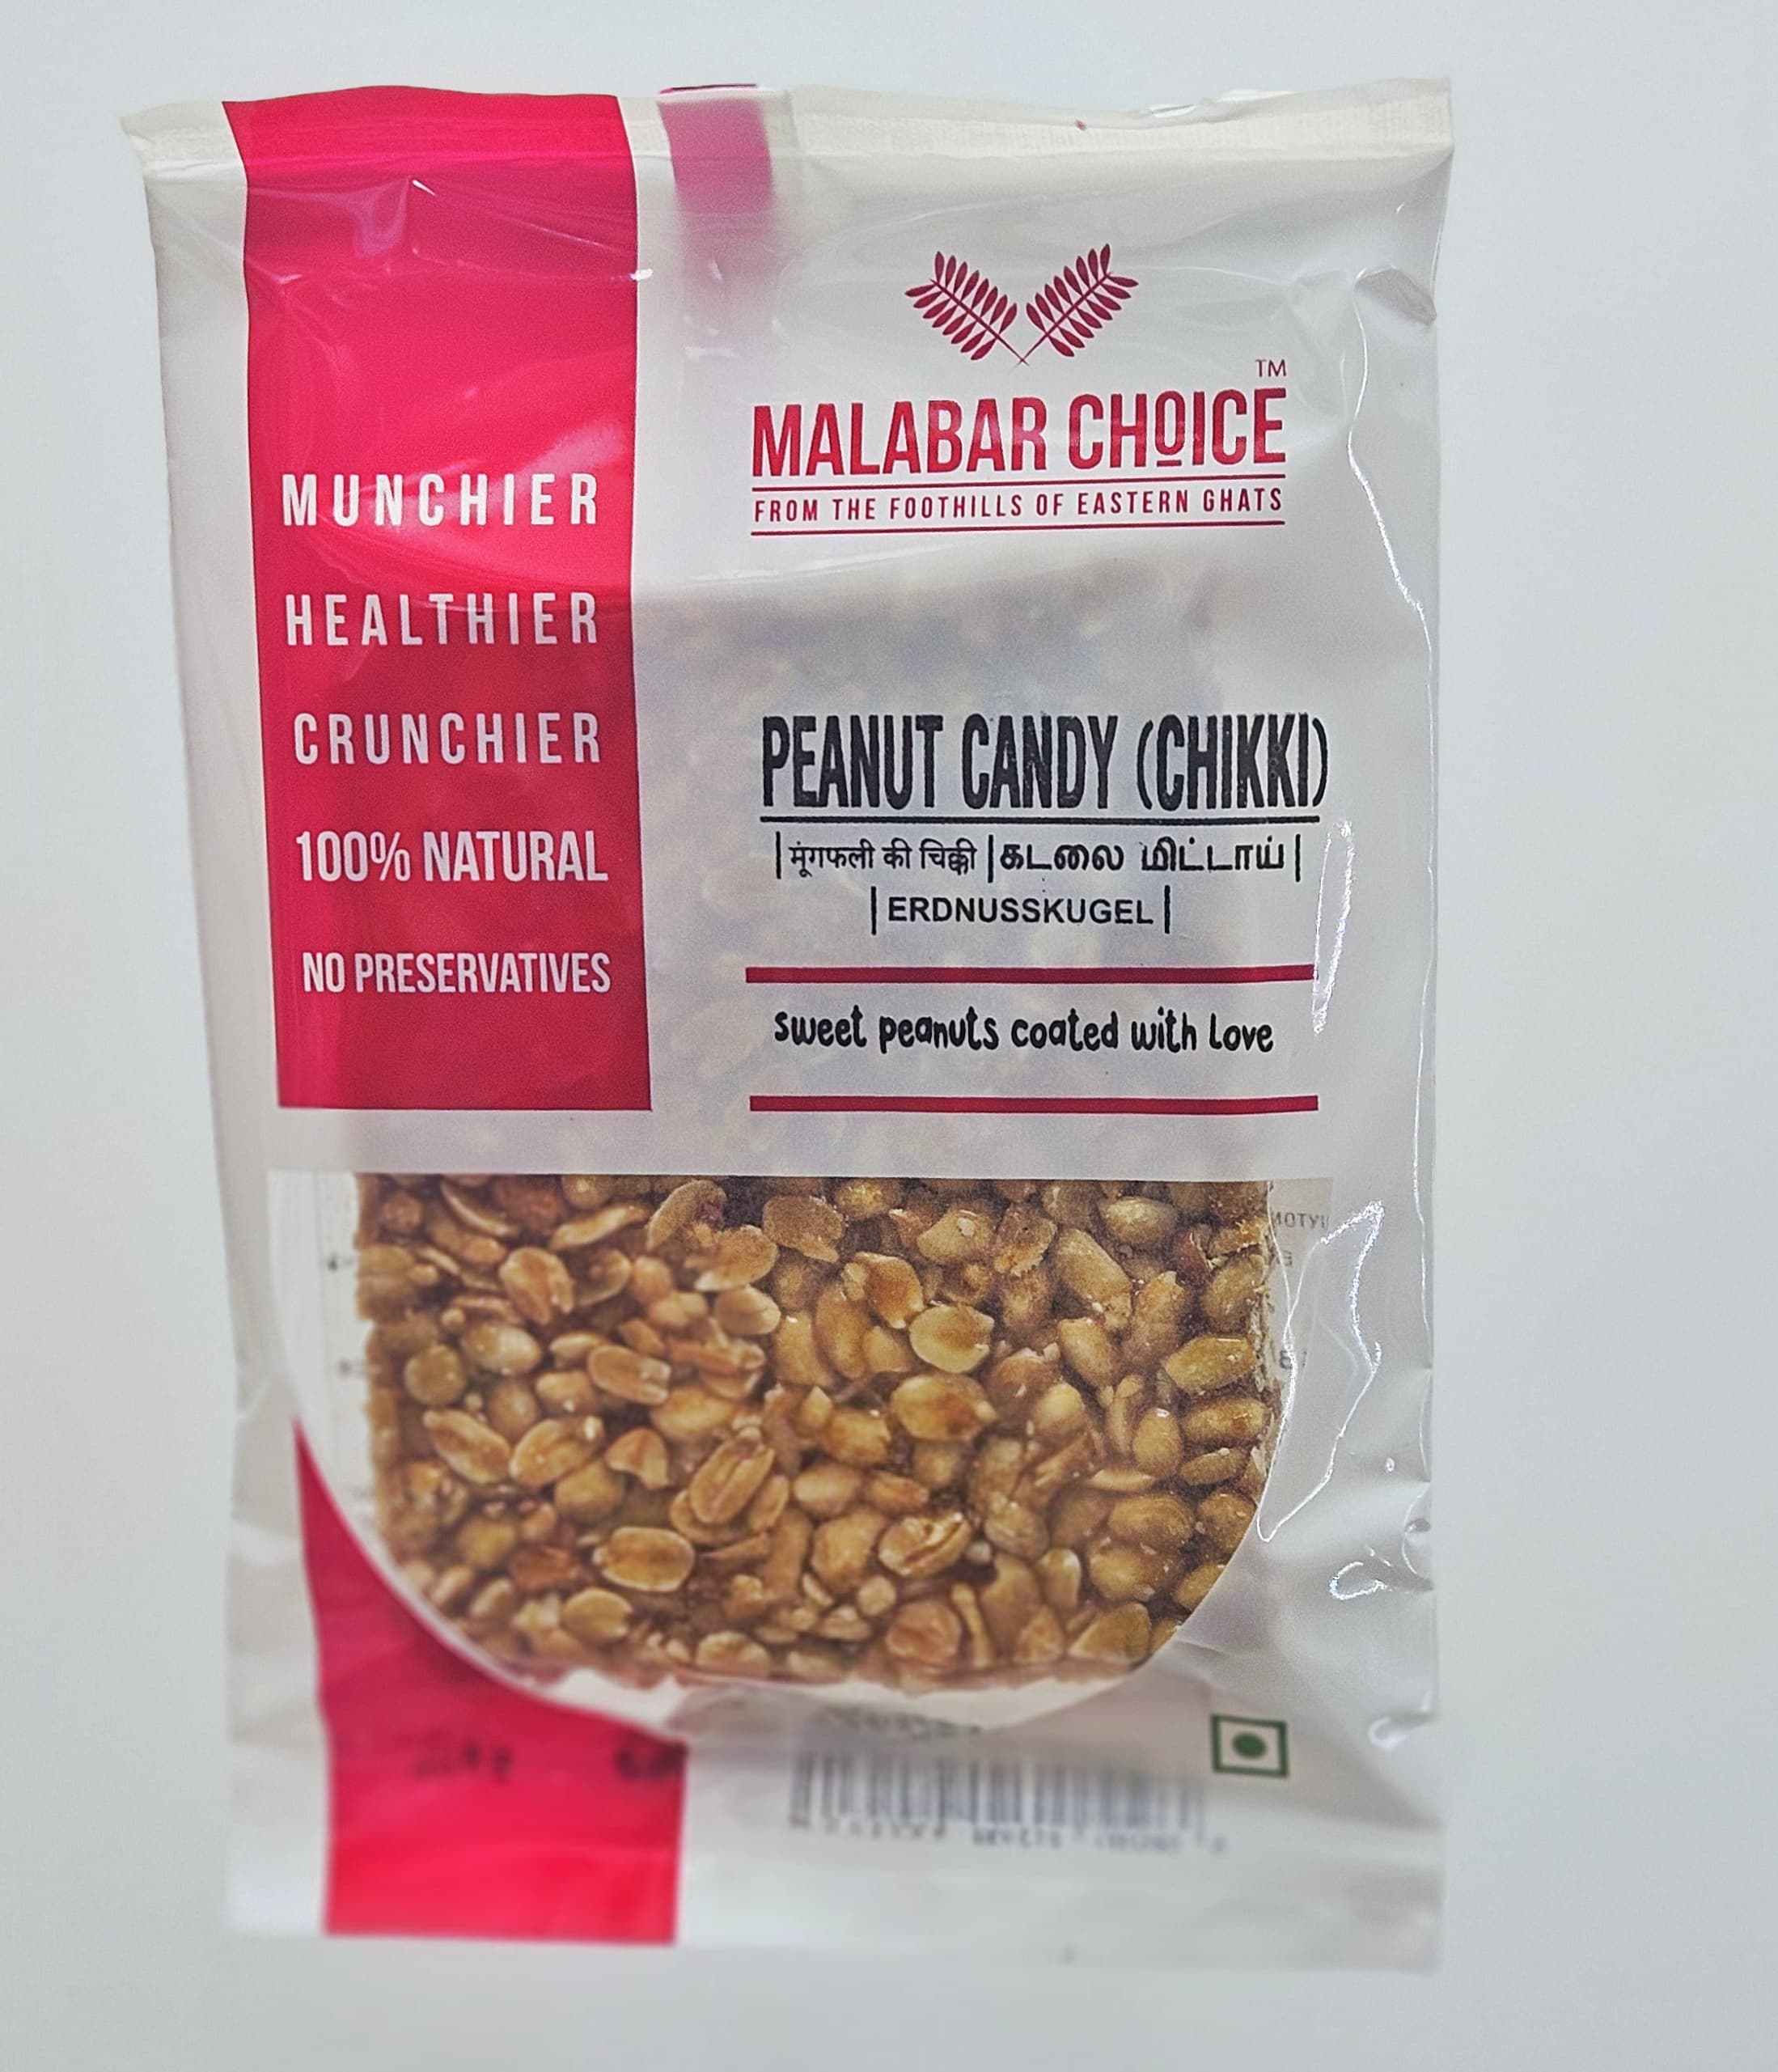 MUNCHIER
HEALTHIER
CRUNCHIER
100% NATURAL
NO PRESERVATIVES
TM
MALABAR CHOICE
FROM THE FOOTHILLS OF EASTERN GHATS
PEANUT CANDY (CHIKKI)
|मूंगफली की चिक्की|கடலை மிட்டாய்|
|ERDNUSSKUGEL|
sweet peanuts coated with love